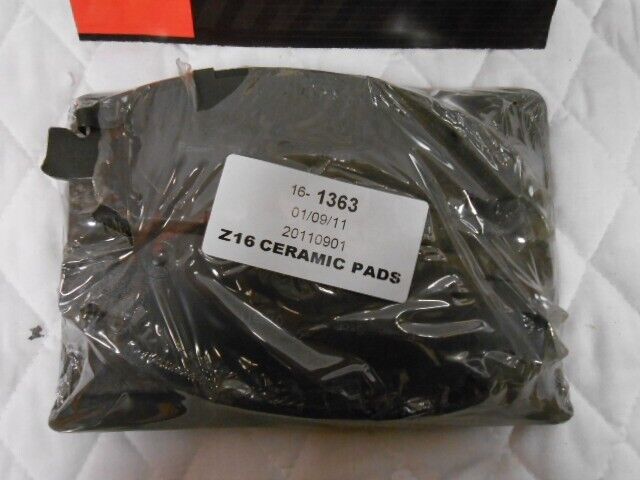 16- 1363
01/09/11
20110901
Z16 CERAMIC PADS